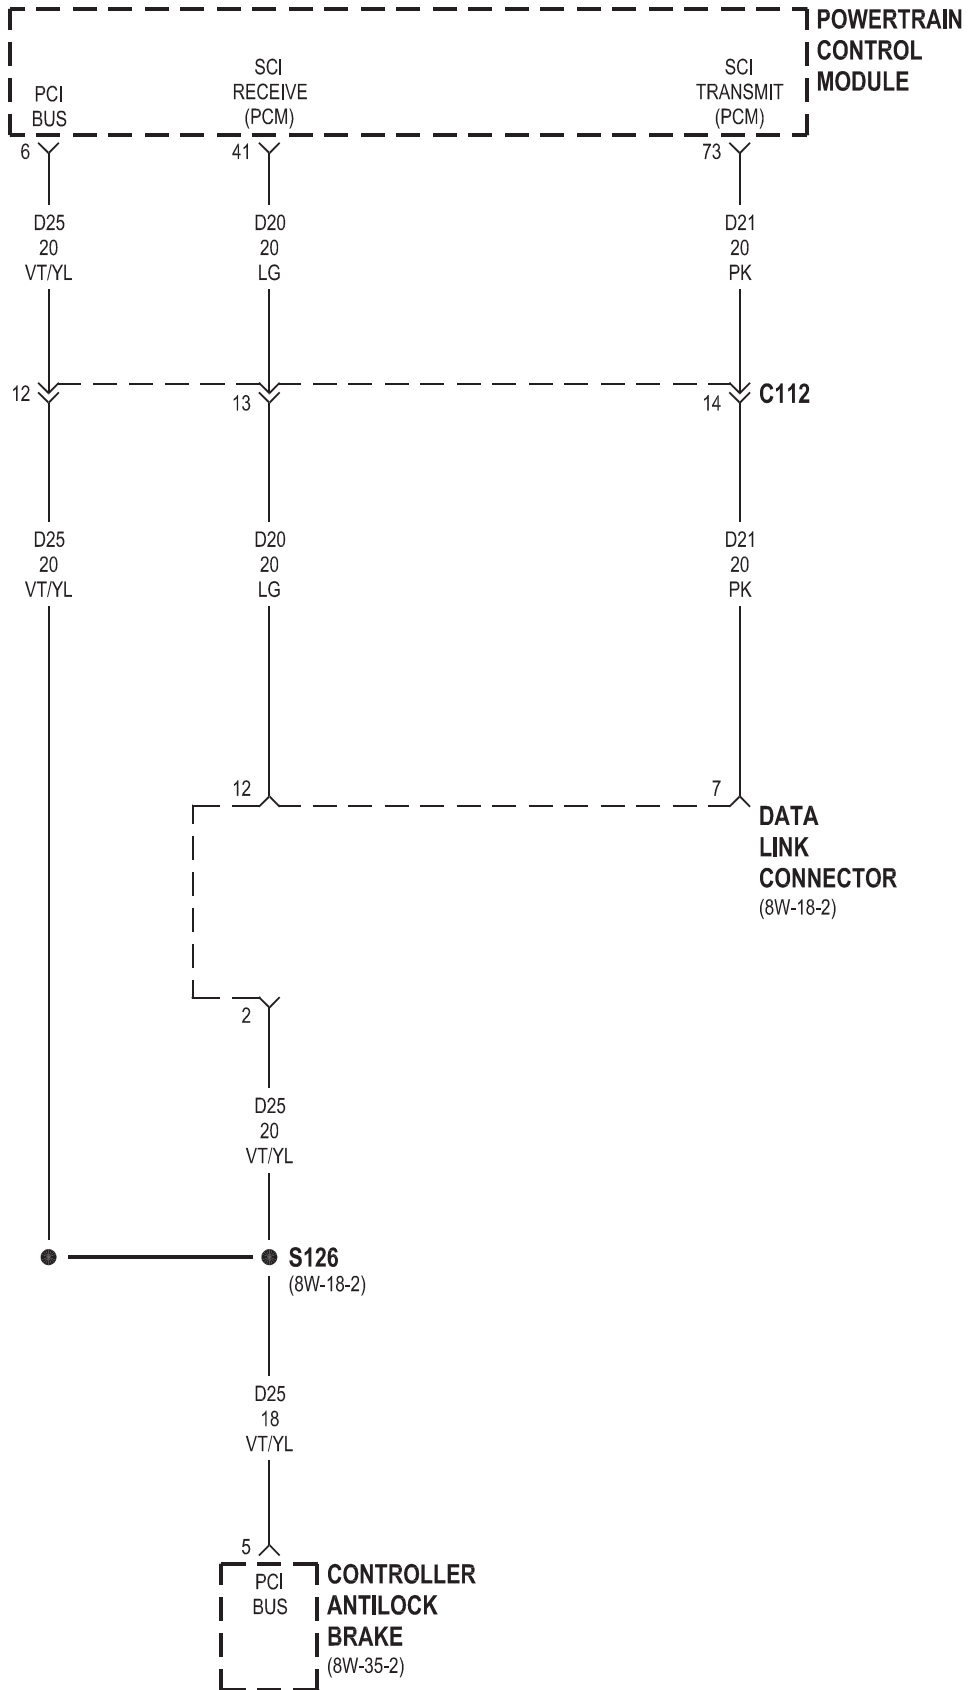 POWERTRAIN
CONTROL
MODULE
PCI
BUS
SCI
RECEIVE
(PCM)
SCI
TRANSMIT
(PCM)
6
41
73
D25
20
VT/YL
D20
20
LG
D21
20
PK
12
13
14
C112
D25
20
VT/YL
D20
20
LG
D21
20
PK
12
7
DATA
LINK
CONNECTOR
(8W-18-2)
2
D25
20
VT/YL
S126
(8W-18-2)
D25
18
VT/YL
5
PCI
BUS
CONTROLLER
ANTILOCK
BRAKE
(8W-35-2)